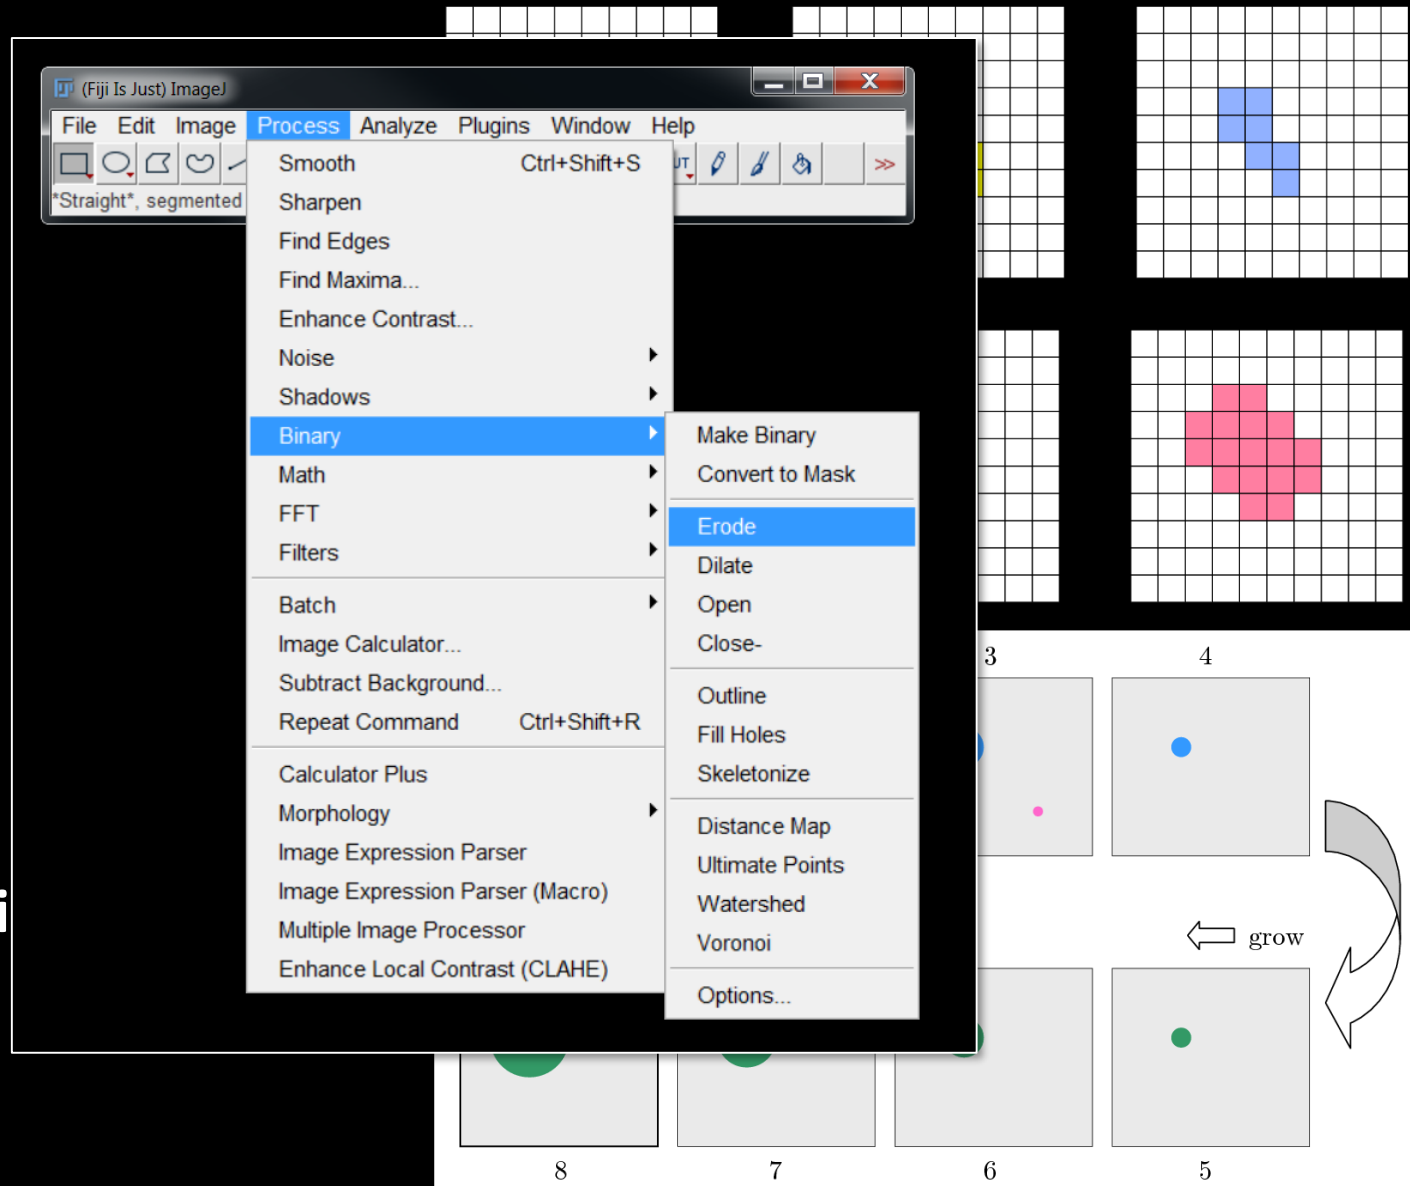 (Fiji Is Just) ImageJ
File Edit Image Process Analyze Plugins Window Help
*Straight*, segmented
Smooth Ctrl+Shift+S
Sharpen
Find Edges
Find Maxima...
Enhance Contrast...
Noise
Shadows
Binary
Math
FFT
Filters
Batch
Image Calculator...
Subtract Background...
Repeat Command Ctrl+Shift+R
Calculator Plus
Morphology
Image Expression Parser
Image Expression Parser (Macro)
Multiple Image Processor
Enhance Local Contrast (CLAHE)
Make Binary
Convert to Mask
Erode
Dilate
Open
Close-
Outline
Fill Holes
Skeletonize
Distance Map
Ultimate Points
Watershed
Voronoi
Options...
3 4
grow
8 7 6 5